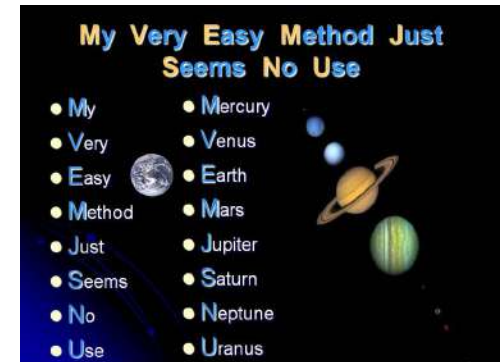 My Very Easy Method Just
Seems No Use
My
Very
Easy
Method
Just
Seems
No
Use
Mercury
Venus
Earth
Mars
Jupiter
Saturn
Neptune
Uranus